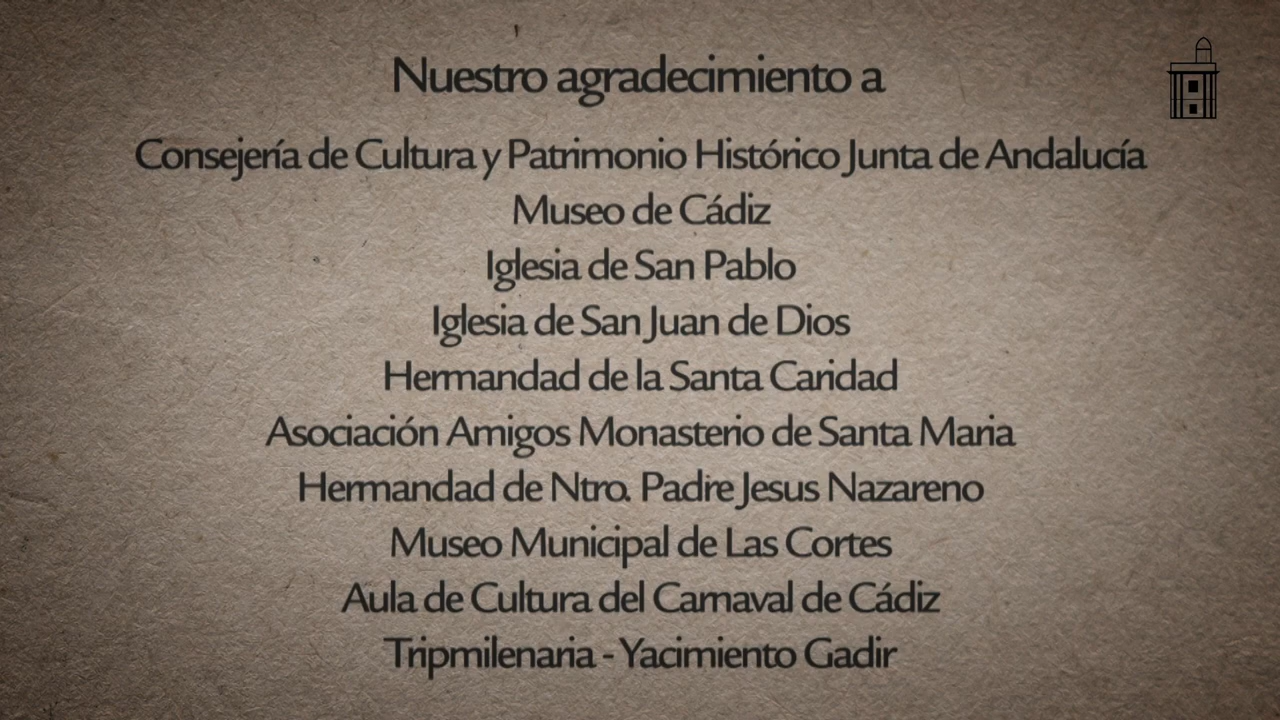 Nuestro agradecimiento a
Consejería de Cultura y Patrimonio Histórico Junta de Andalucía
Museo de Cádiz
Iglesia de San Pablo
Iglesia de San Juan de Dios
Hermandad de la Santa Caridad
Asociación Amigos Monasterio de Santa Maria
Hermandad de Ntro. Padre Jesus Nazareno
Museo Municipal de Las Cortes
Aula de Cultura del Carnaval de Cádiz
Tripmilenaria - Yacimiento Gadir